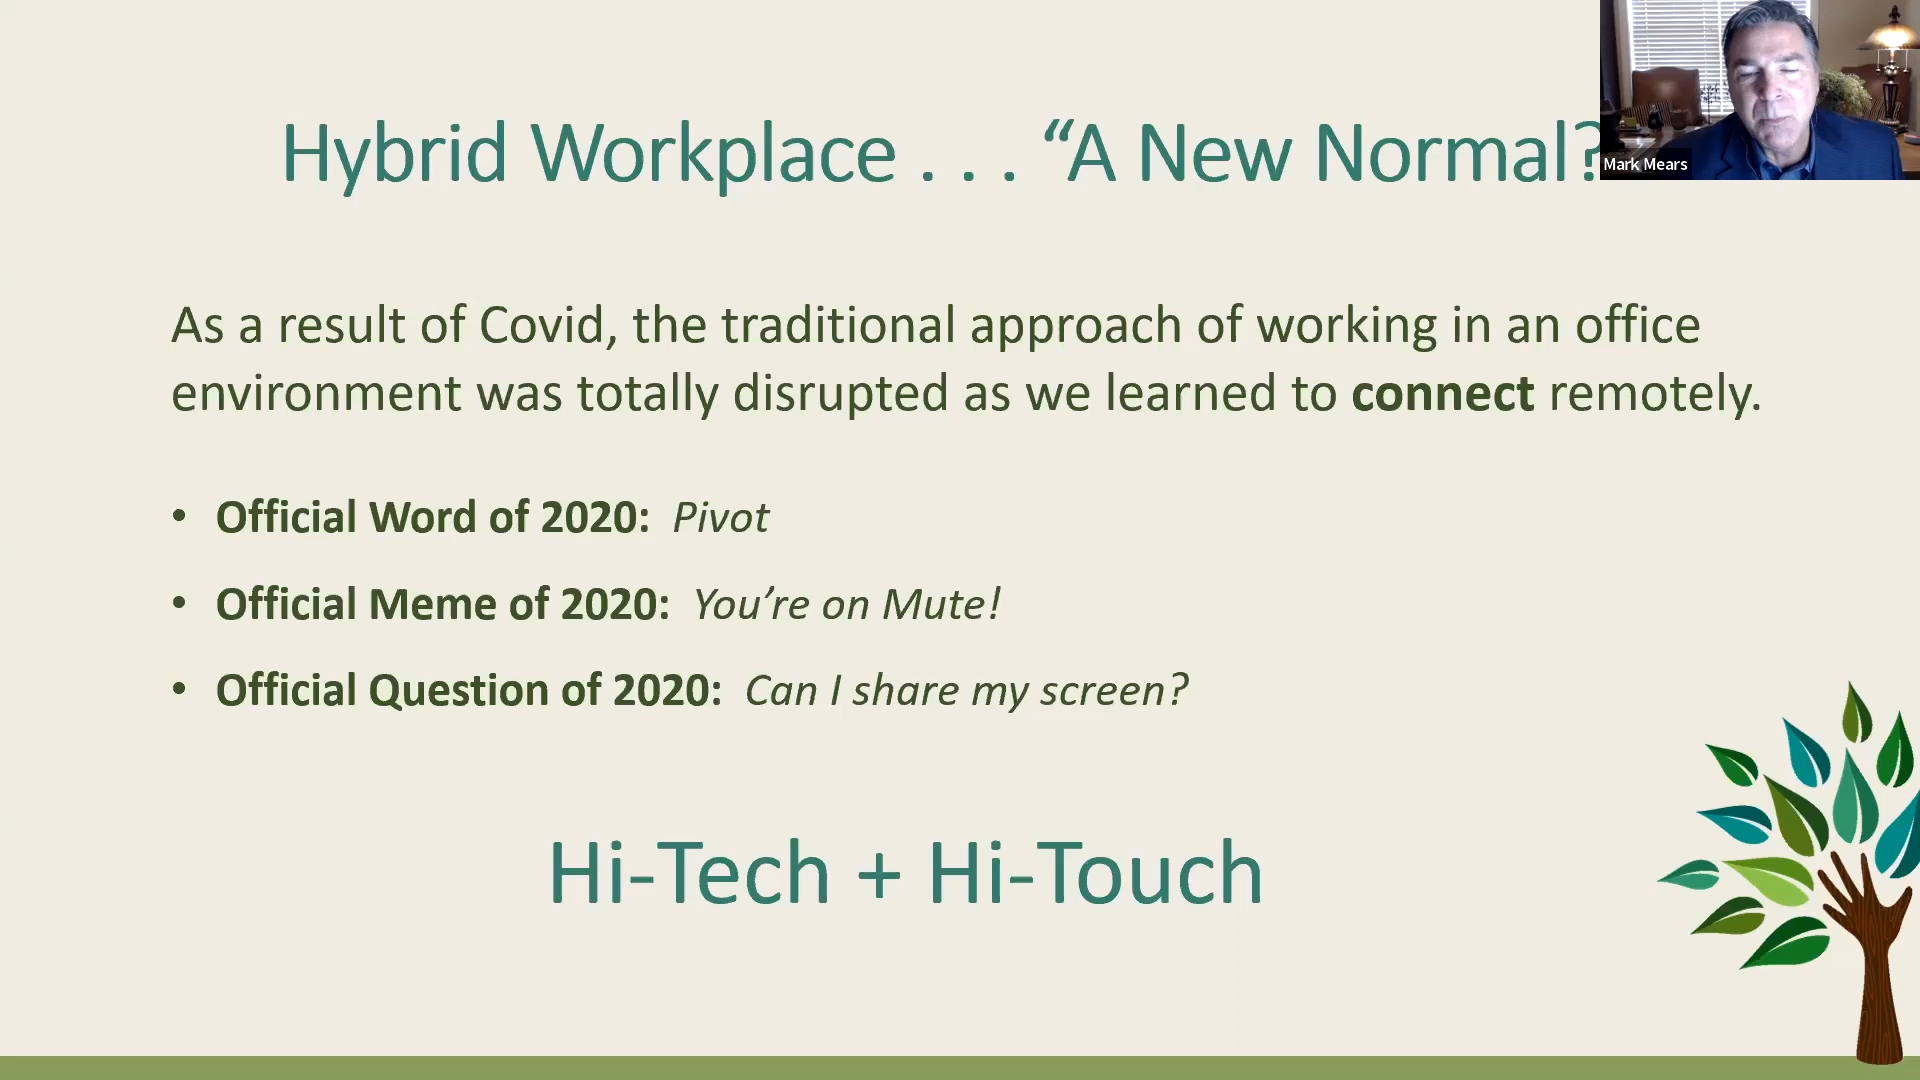 Hybrid Workplace . . . “A New Normal?
Mark Mears
As a result of Covid, the traditional approach of working in an office
environment was totally disrupted as we learned to connect remotely.
• Official Word of 2020: Pivot
• Official Meme of 2020: You’re on Mute!
• Official Question of 2020: Can I share my screen?
Hi-Tech + Hi-Touch